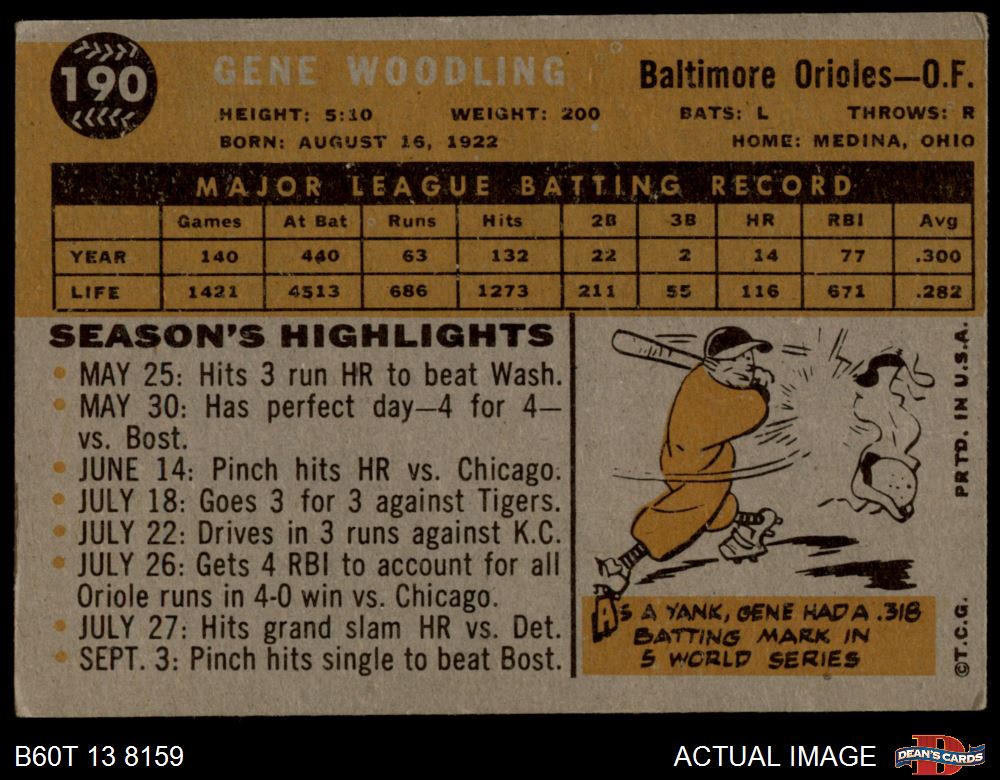 190
GENE WOODLING
Baltimore Orioles—O.F.
HEIGHT: 5:10 WEIGHT: 200 BATS: L THROWS: R
BORN: AUGUST 16, 1922 HOME: MEDINA, OHIO
MAJOR LEAGUE BATTING RECORD
Games At Bat Runs Hits 2B 3B HR RBI Avg
YEAR 140 440 63 132 22 2 14 77 .300
LIFE 1421 4513 686 1273 211 55 116 671 .282
SEASON'S HIGHLIGHTS
• MAY 25: Hits 3 run HR to beat Wash.
• MAY 30: Has perfect day—4 for 4—
vs. Bost.
• JUNE 14: Pinch hits HR vs. Chicago.
• JULY 18: Goes 3 for 3 against Tigers.
• JULY 22: Drives in 3 runs against K.C.
• JULY 26: Gets 4 RBI to account for all
Oriole runs in 4-0 win vs. Chicago.
• JULY 27: Hits grand slam HR vs. Det.
• SEPT. 3: Pinch hits single to beat Bost.
AS A YANK, GENE HAD A .318
BATTING MARK IN
5 WORLD SERIES
©T.C.G. PRTD. IN U.S.A.
B60T 13 8159
ACTUAL IMAGE
D
DEAN'S CARDS